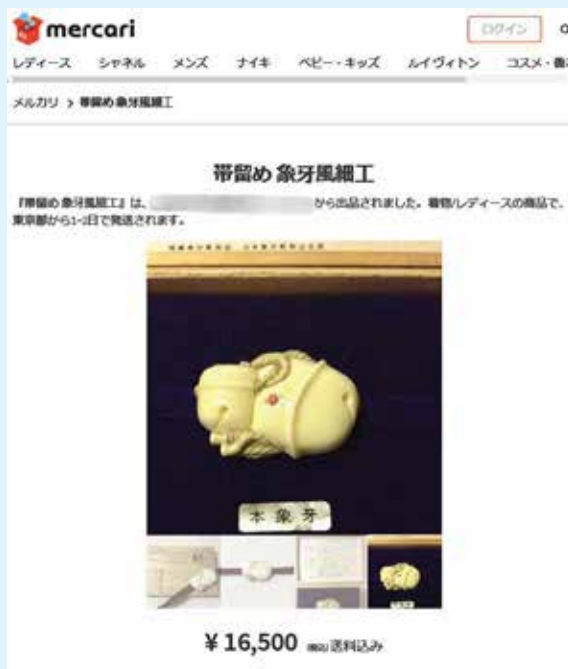 mercari
ログイン
レディース シャネル メンズ ナイキ ベビー・キッズ ルイヴィトン コスメ・香
メルカリ > 帯留め 象牙風細工
帯留め 象牙風細工
『帯留め 象牙風細工』は、 から出品されました。着物/レディースの商品で、
東京都から1-2日で発送されます。
本象牙
¥16,500 税込 送料込み